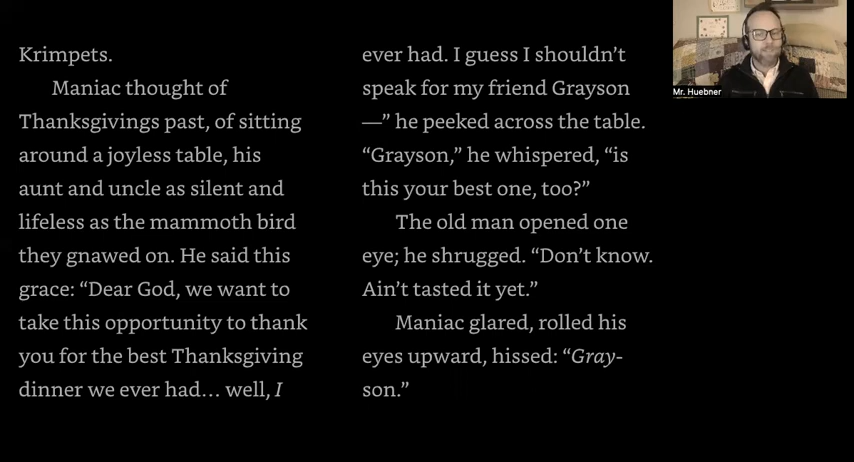 Krimpets.
Maniac thought of
Thanksgivings past, of sitting
around a joyless table, his
aunt and uncle as silent and
lifeless as the mammoth bird
they gnawed on. He said this
grace: “Dear God, we want to
take this opportunity to thank
you for the best Thanksgiving
dinner we ever had… well, I
ever had. I guess I shouldn’t
speak for my friend Grayson
—” he peeked across the table.
“Grayson,” he whispered, “is
this your best one, too?”
The old man opened one
eye; he shrugged. “Don’t know.
Ain’t tasted it yet.”
Maniac glared, rolled his
eyes upward, hissed: “Gray-
son.”
Mr. Huebner